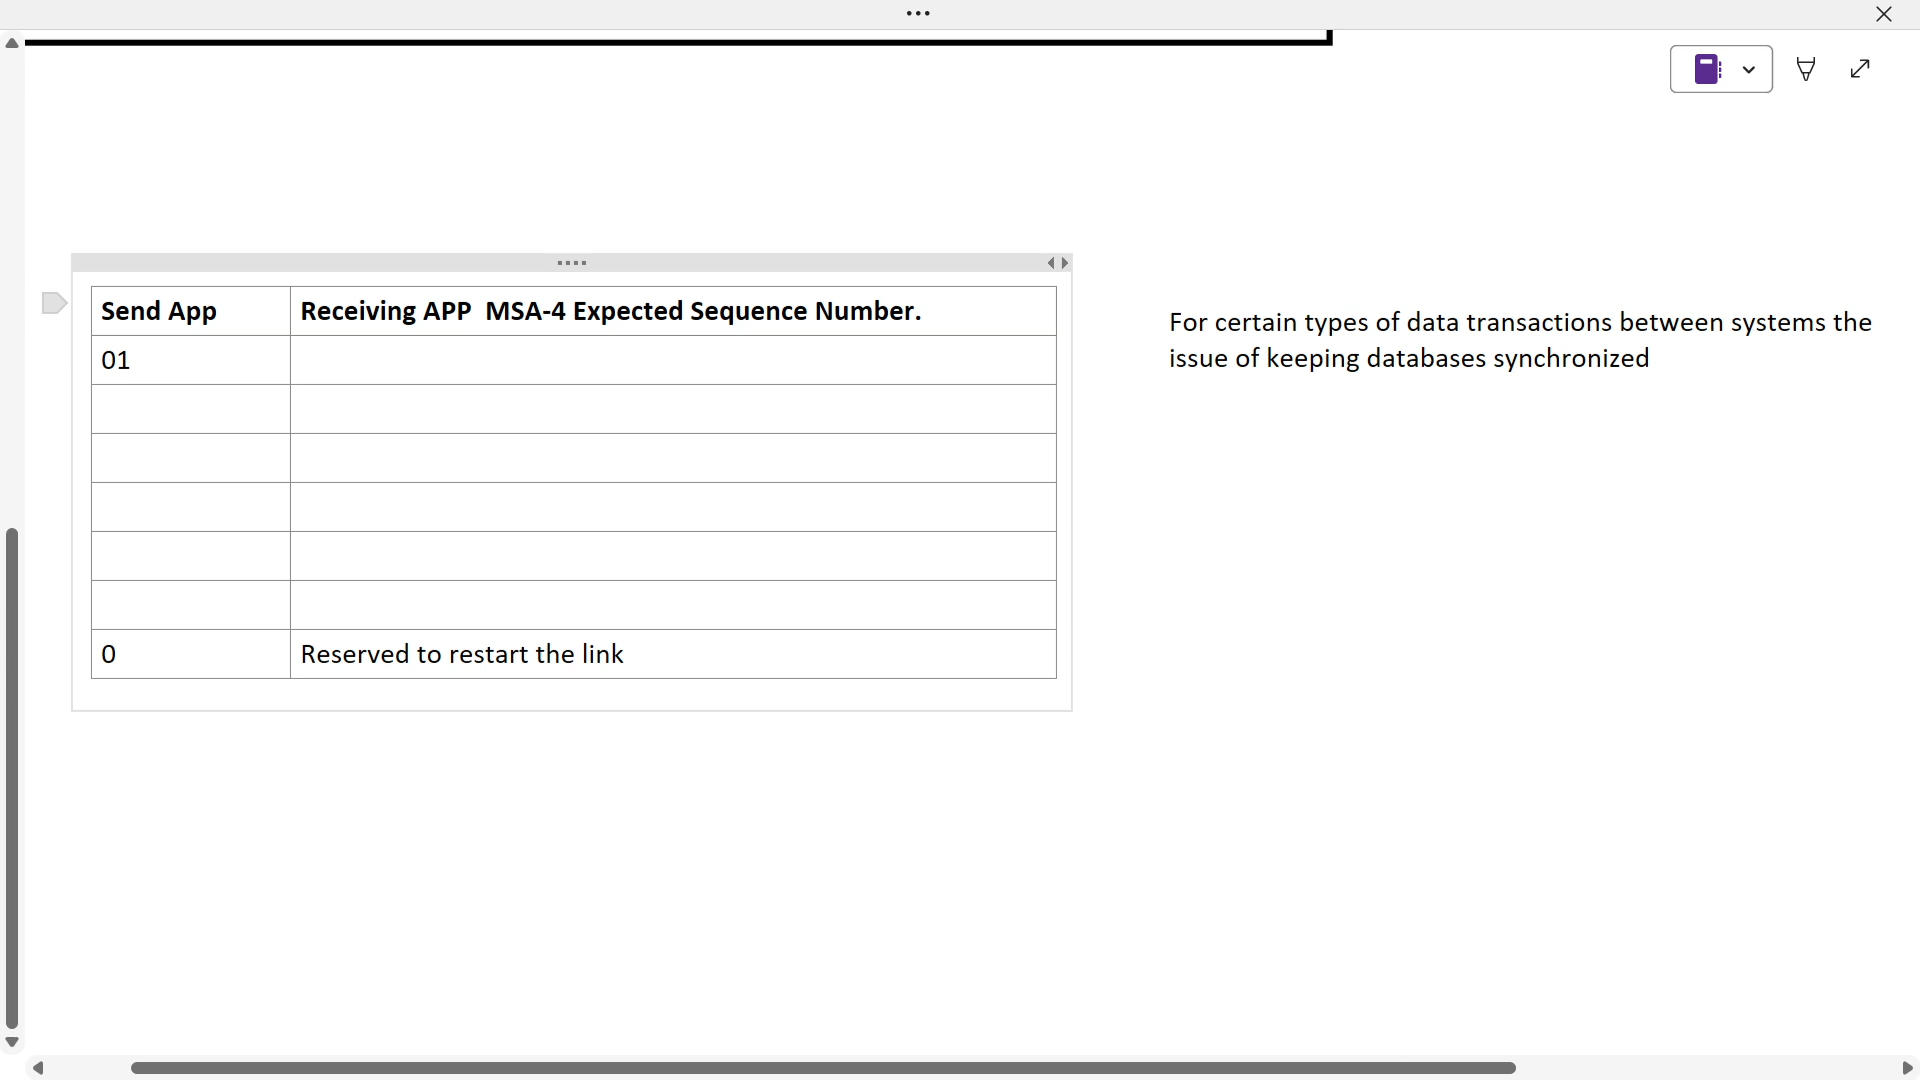 Send App Receiving APP  MSA-4 Expected Sequence Number.
01
0 Reserved to restart the link
For certain types of data transactions between systems the
issue of keeping databases synchronized